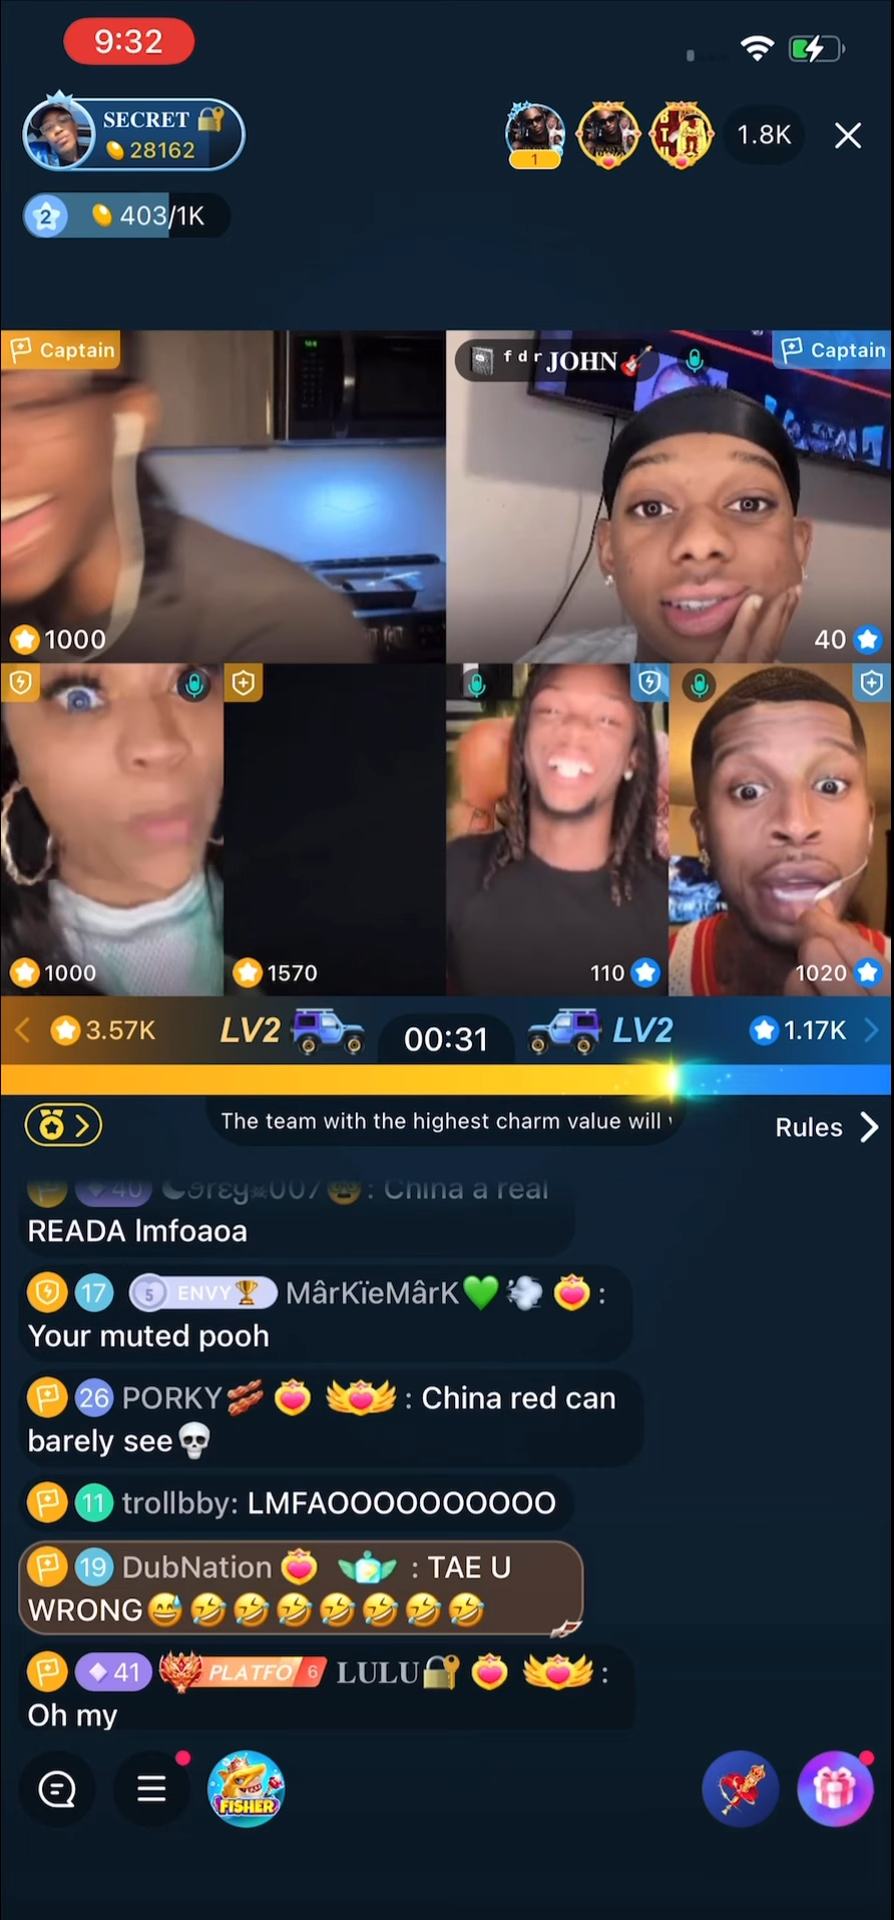 9:32
SECRET 🔐
28162
1
1.8K
2 403/1K
Captain
ᶠ ᵈ ʳ JOHN🎸
Captain
1000
40
1000
1570
110
1020
3.57K
LV2
00:31
LV2
1.17K
The team with the highest charm value will
Rules
40 : China a real
READA lmfoaoa
17 5 ENVY🏆 MârKïeMârK💚💨 :
Your muted pooh
26 PORKY🥓 : China red can
barely see💀
11 trollbby: LMFAOOOOOOOOOO
19 DubNation : TAE U
WRONG😅🤣🤣🤣🤣🤣🤣🤣
41 PLATFO 6 LULU🔐 :
Oh my
FISHER